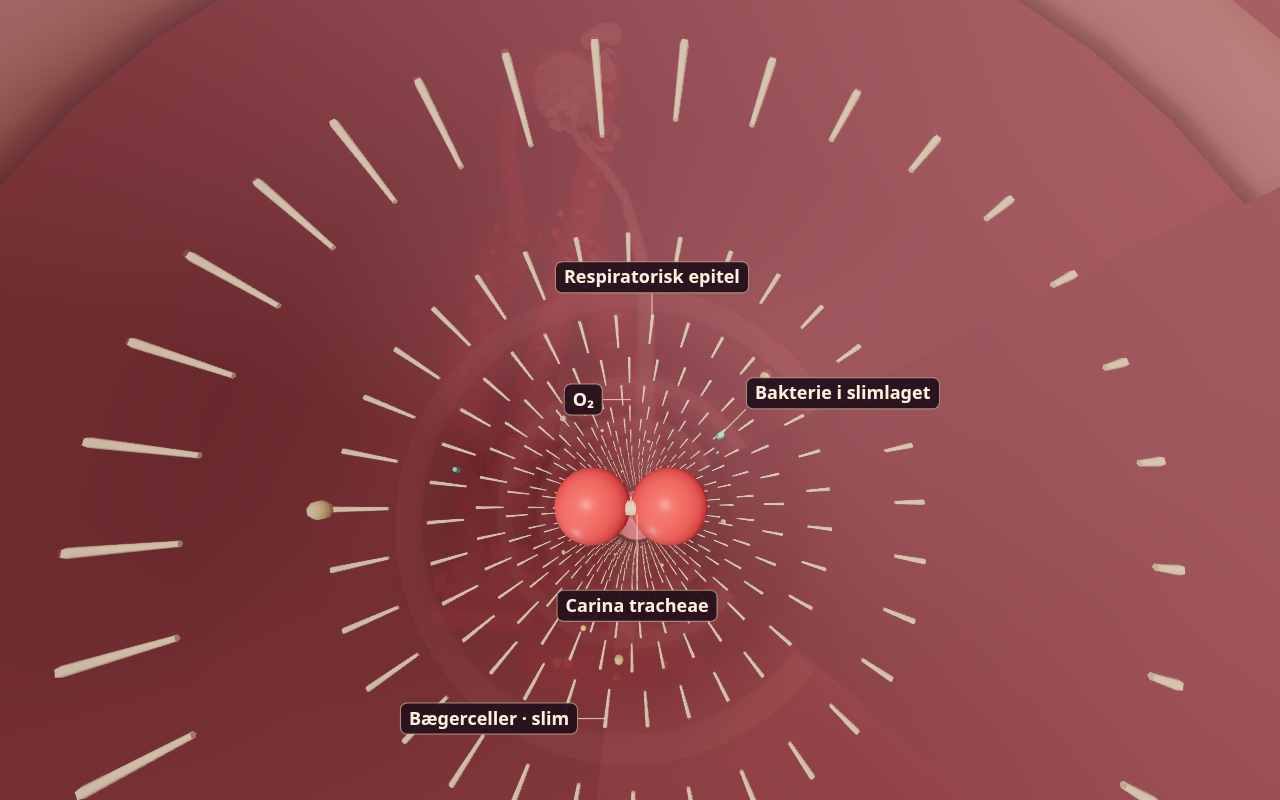 Respiratorisk epitel
Bakterie i slimlaget
O₂
Carina tracheae
Bægerceller · slim